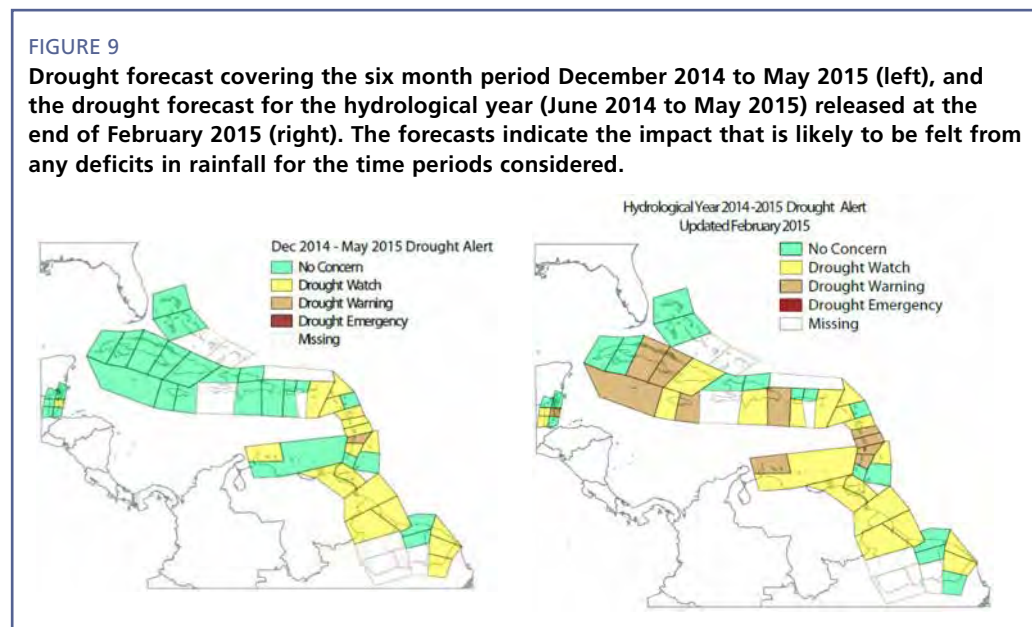 FIGURE 9
Drought forecast covering the six month period December 2014 to May 2015 (left), and
the drought forecast for the hydrological year (June 2014 to May 2015) released at the
end of February 2015 (right). The forecasts indicate the impact that is likely to be felt from
any deficits in rainfall for the time periods considered.
Dec 2014 - May 2015 Drought Alert
No Concern
Drought Watch
Drought Warning
Drought Emergency
Missing
Hydrological Year 2014-2015 Drought Alert
Updated February 2015
No Concern
Drought Watch
Drought Warning
Drought Emergency
Missing